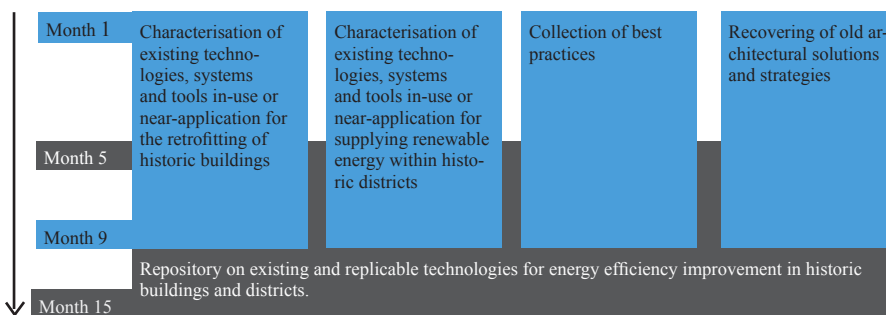 Month 1
Characterisation of
existing techno-
logies, systems
and tools in-use or
near-application for
the retrofitting of
historic buildings
Characterisation of
existing techno-
logies, systems
and tools in-use or
near-application for
supplying renewable
energy within histo-
ric districts
Collection of best
practices
Recovering of old ar-
chitectural solutions
and strategies
Month 5
Month 9
Repository on existing and replicable technologies for energy efficiency improvement in historic
buildings and districts.
Month 15